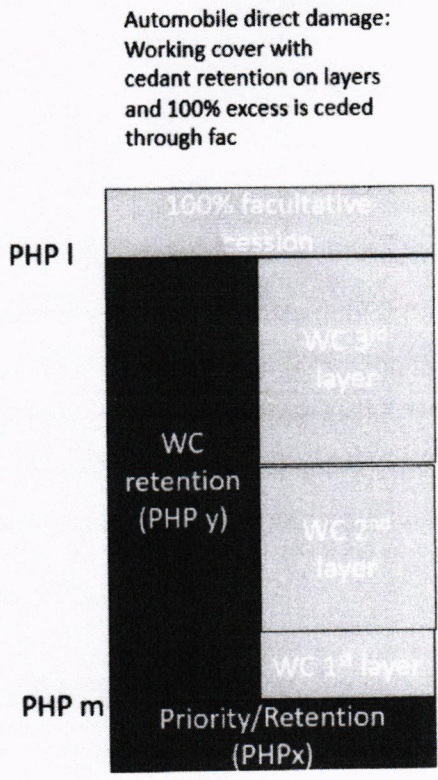 Automobile direct damage:
Working cover with
cedant retention on layers
and 100% excess is ceded
through fac
100% facultative
cession
PHP l
WC 3rd
layer
WC
retention
(PHP y)
WC 2nd
layer
WC 1st layer
PHP m
Priority/Retention
(PHPx)